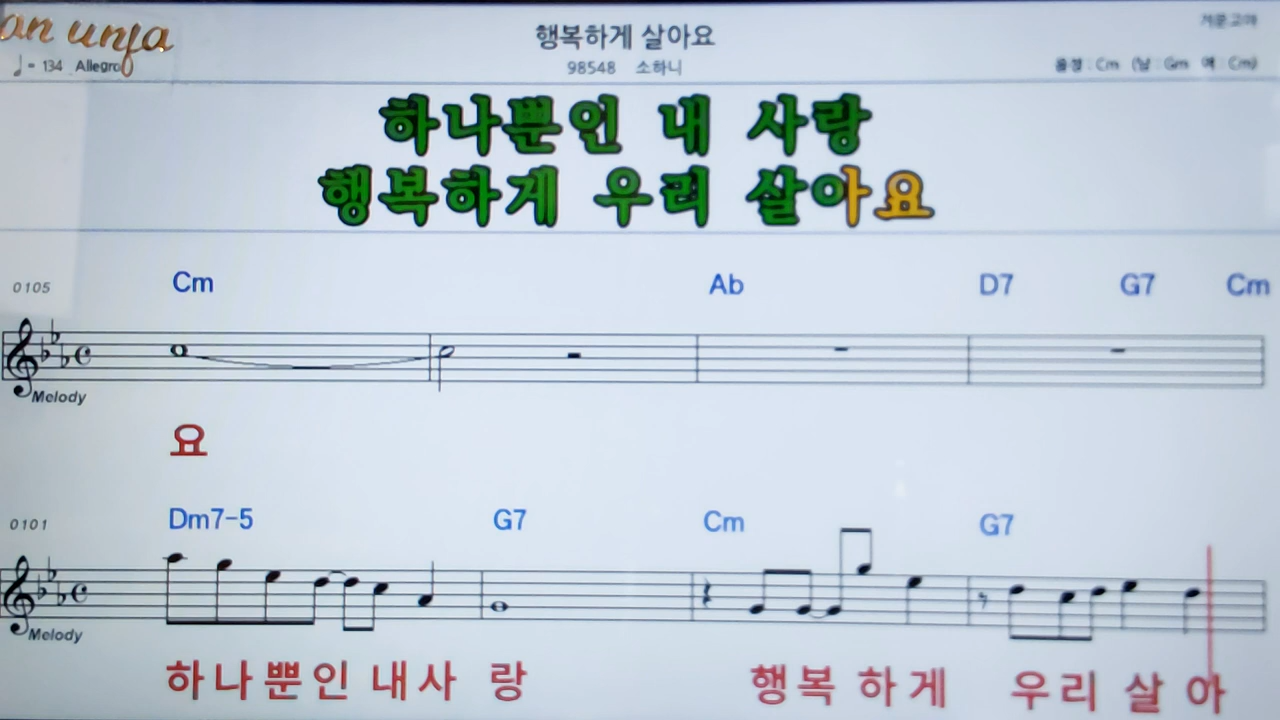 an unja
♩= 134 Allegro
행복하게 살아요
98548 소하니
음정 : Cm (남 : Gm 여 : Cm)
하나뿐인 내 사랑
행복하게 우리 살아요
Cm Ab D7 G7 Cm
0105
Melody
요
Dm7-5 G7 Cm G7
0101
Melody
하나뿐인 내사 랑 행복 하게 우리 살 아